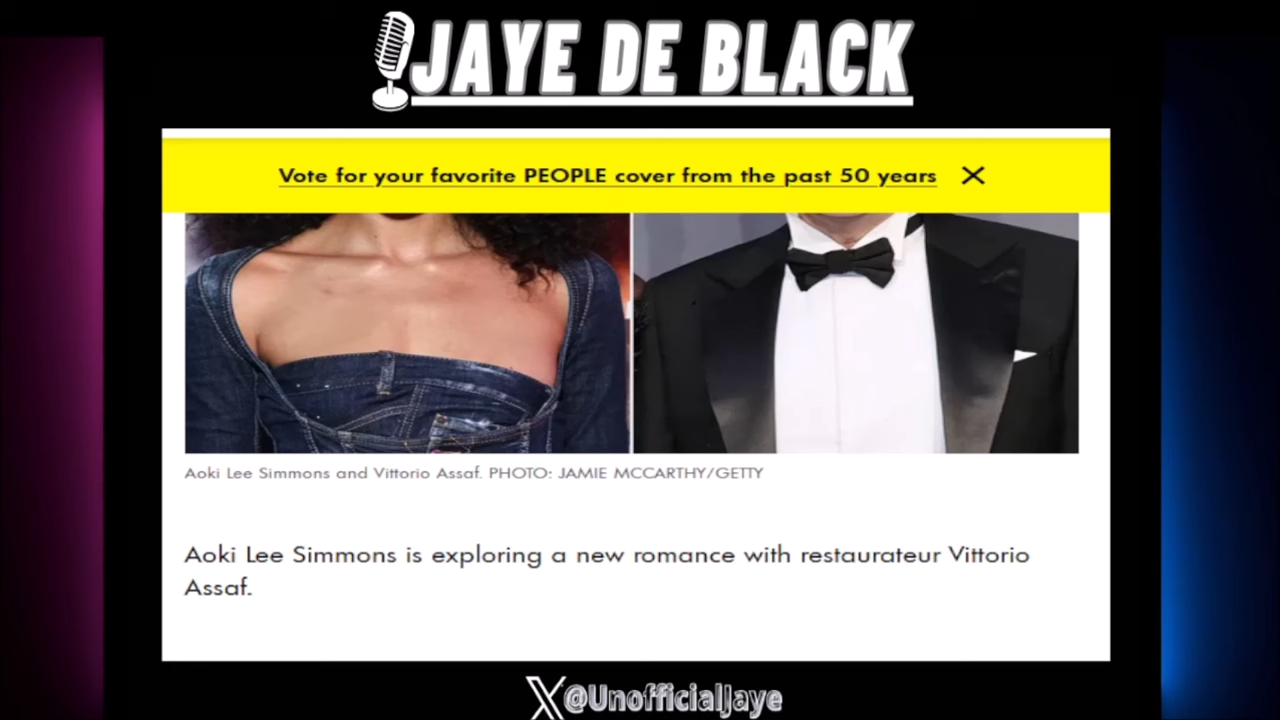 JAYE DE BLACK
Vote for your favorite PEOPLE cover from the past 50 years
Aoki Lee Simmons and Vittorio Assaf. PHOTO: JAMIE MCCARTHY/GETTY
Aoki Lee Simmons is exploring a new romance with restaurateur Vittorio
Assaf.
X@UnofficialJaye